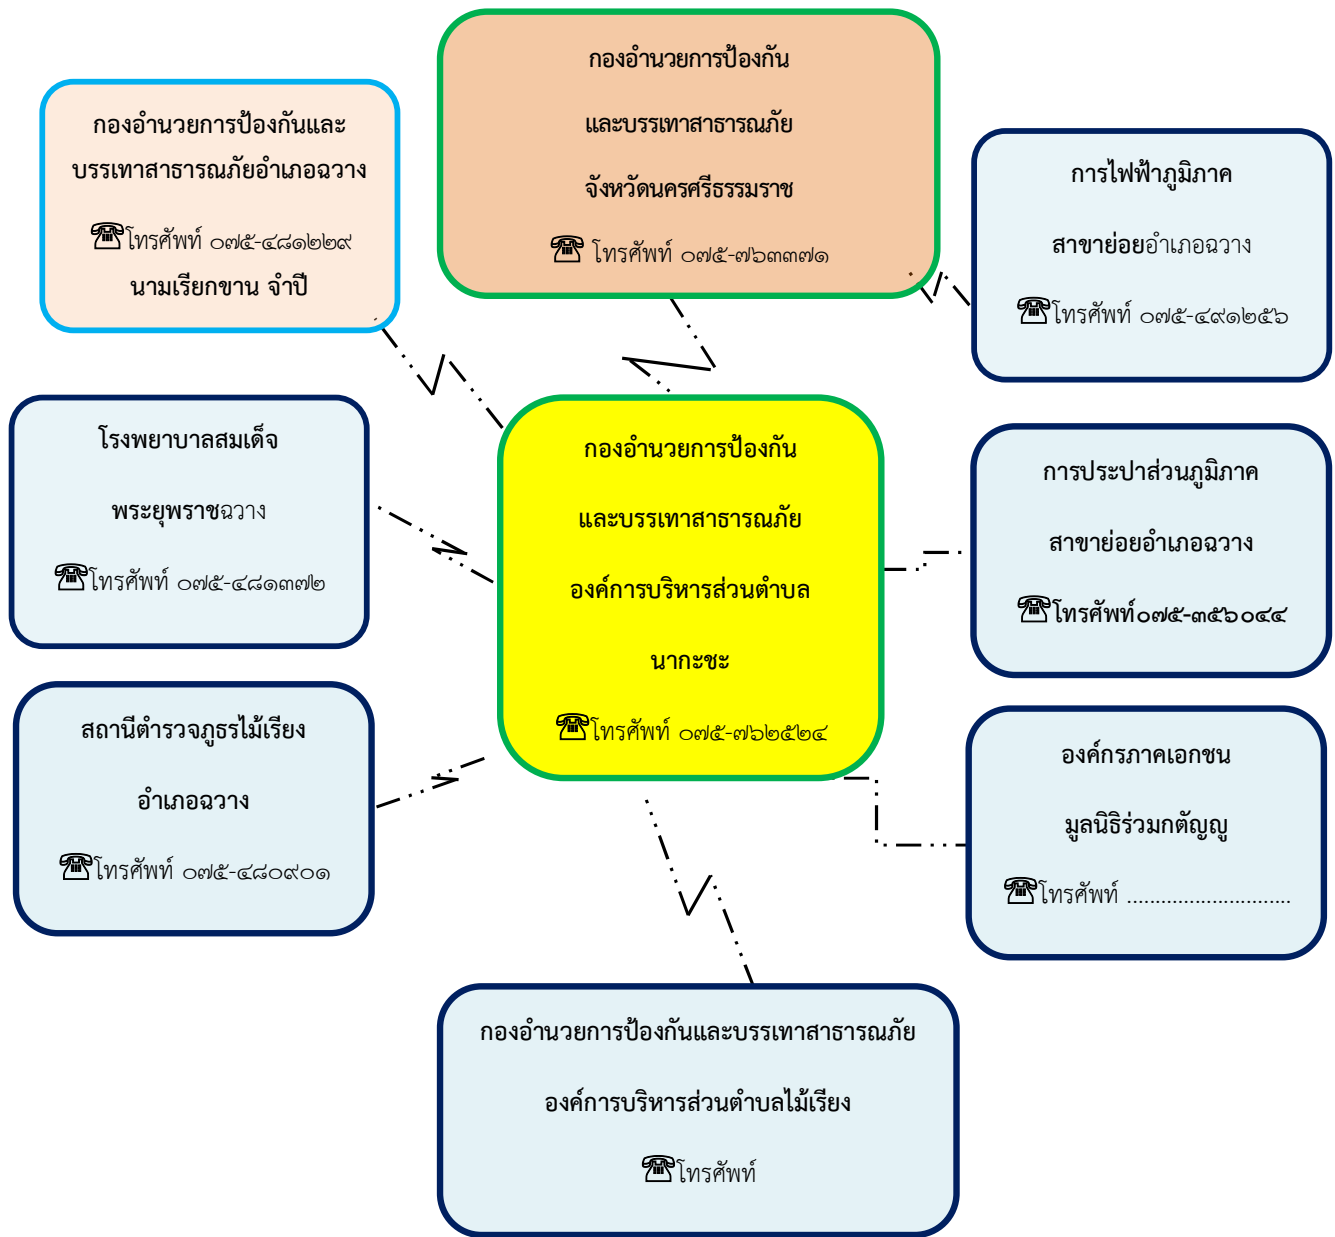 กองอำนวยการป้องกัน
และบรรเทาสาธารณภัย
จังหวัดนครศรีธรรมราช
☎ โทรศัพท์ ๐๗๕-๗๖๓๓๗๑
กองอำนวยการป้องกันและ
บรรเทาสาธารณภัยอำเภอฉวาง
☎โทรศัพท์ ๐๗๕-๔๘๑๒๒๙
นามเรียกขาน จำปี
การไฟฟ้าภูมิภาค
สาขาย่อยอำเภอฉวาง
☎โทรศัพท์ ๐๗๕-๔๙๑๒๕๖
โรงพยาบาลสมเด็จ
พระยุพราชฉวาง
☎โทรศัพท์ ๐๗๕-๔๘๑๓๗๒
กองอำนวยการป้องกัน
และบรรเทาสาธารณภัย
องค์การบริหารส่วนตำบล
นากะชะ
☎โทรศัพท์ ๐๗๕-๗๖๒๕๒๔
การประปาส่วนภูมิภาค
สาขาย่อยอำเภอฉวาง
☎โทรศัพท์๐๗๕-๓๕๖๐๔๔
สถานีตำรวจภูธรไม้เรียง
อำเภอฉวาง
☎โทรศัพท์ ๐๗๕-๔๘๐๙๐๑
องค์กรภาคเอกชน
มูลนิธิร่วมกตัญญู
☎โทรศัพท์ .............................
กองอำนวยการป้องกันและบรรเทาสาธารณภัย
องค์การบริหารส่วนตำบลไม้เรียง
☎โทรศัพท์